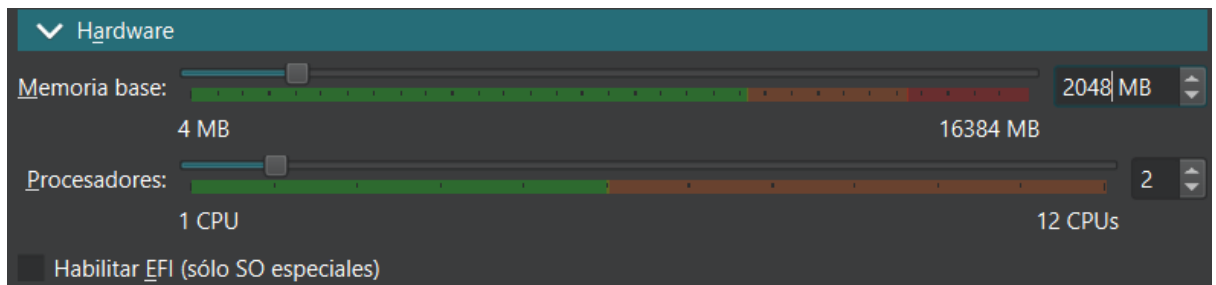 Hardware
Memoria base: 2048 MB
4 MB 16384 MB
Procesadores: 2
1 CPU 12 CPUs
Habilitar EFI (sólo SO especiales)